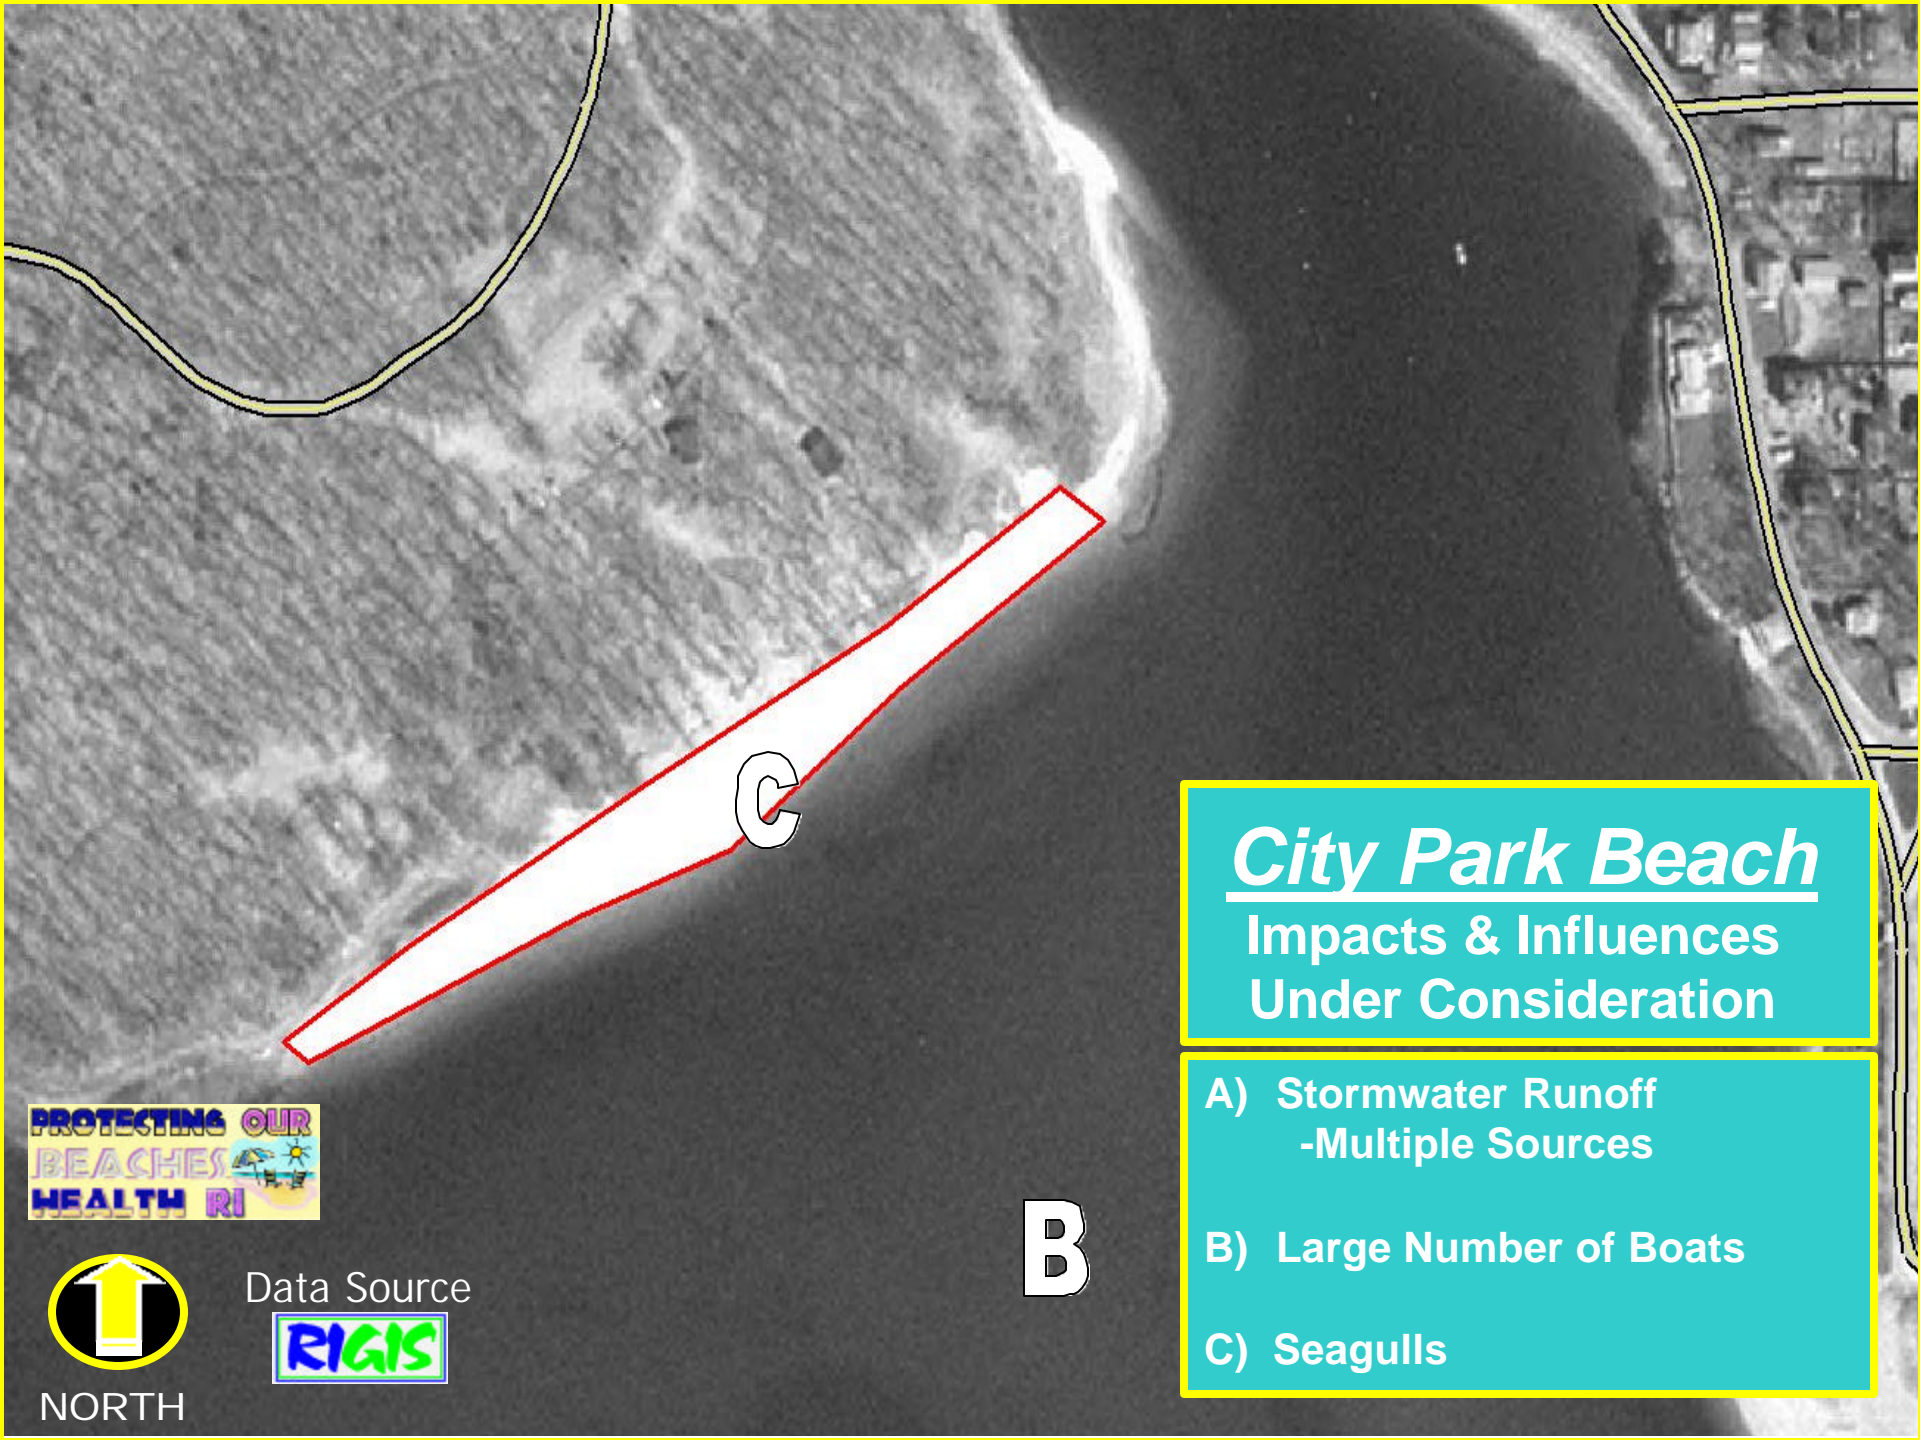 C
City Park Beach
Impacts & Influences
Under Consideration
A) Stormwater Runoff
-Multiple Sources
B) Large Number of Boats
C) Seagulls
B
PROTECTING OUR
BEACHES
HEALTH RI
Data Source
RIGIS
NORTH